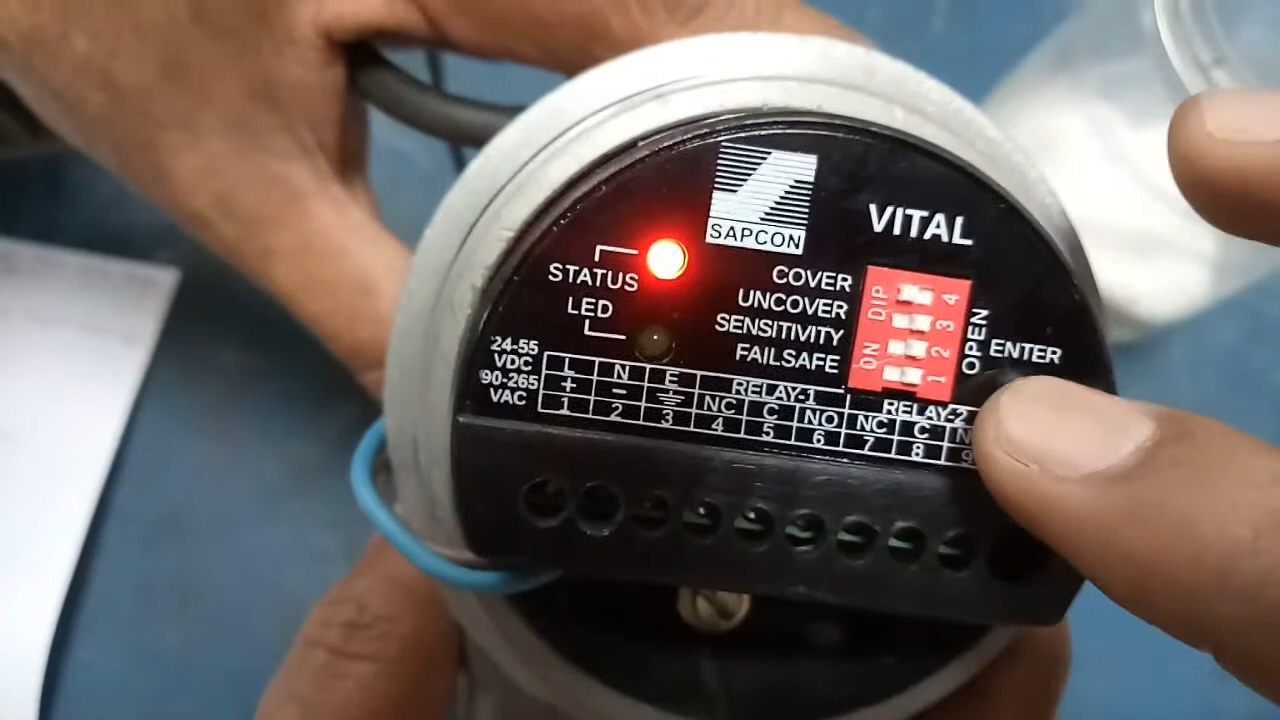 SAPCON
VITAL
STATUS
LED
COVER
UNCOVER
SENSITIVITY
FAILSAFE
ON DIP
1 2 3 4
OPEN
ENTER
24-55
VDC
90-265
VAC
L N E RELAY-1 RELAY-2
+ − NC C NO NC C
1 2 3 4 5 6 7 8 9